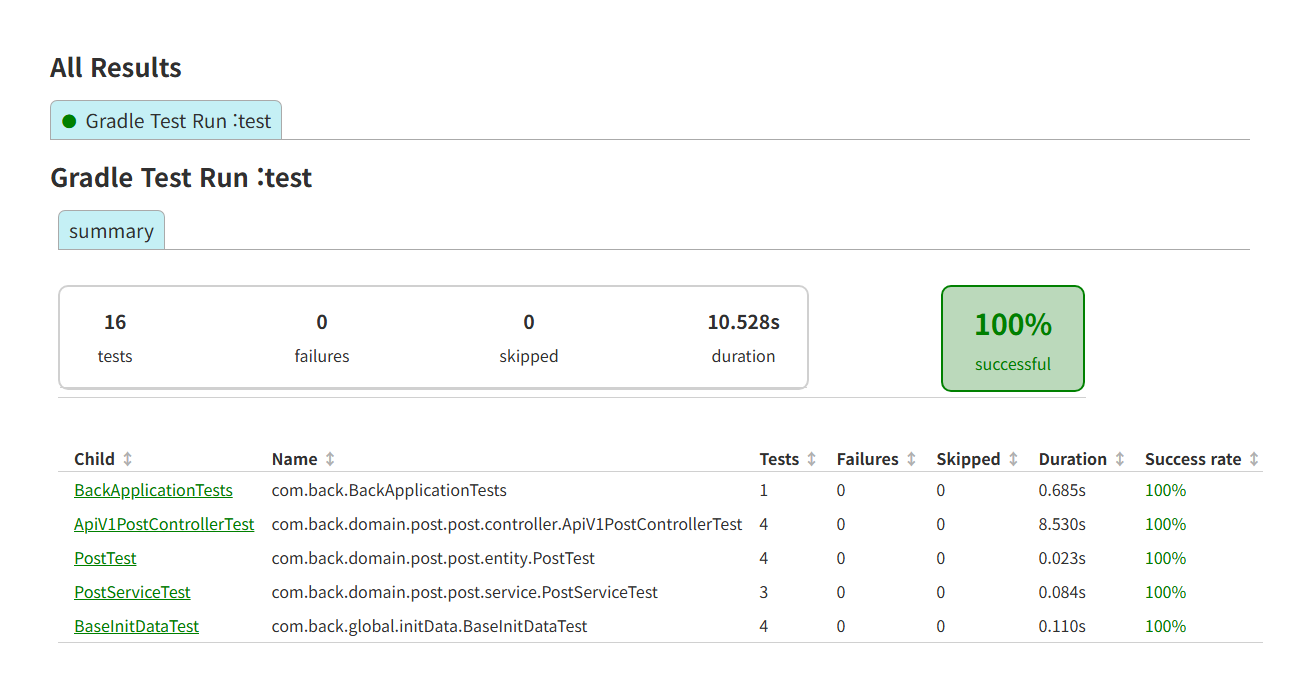 All Results
Gradle Test Run :test
Gradle Test Run :test
summary
16 0 0 10.528s 100%
tests failures skipped duration successful
Child Name Tests Failures Skipped Duration Success rate
BackApplicationTests com.back.BackApplicationTests 1 0 0 0.685s 100%
ApiV1PostControllerTest com.back.domain.post.post.controller.ApiV1PostControllerTest 4 0 0 8.530s 100%
PostTest com.back.domain.post.post.entity.PostTest 4 0 0 0.023s 100%
PostServiceTest com.back.domain.post.post.service.PostServiceTest 3 0 0 0.084s 100%
BaseInitDataTest com.back.global.initData.BaseInitDataTest 4 0 0 0.110s 100%